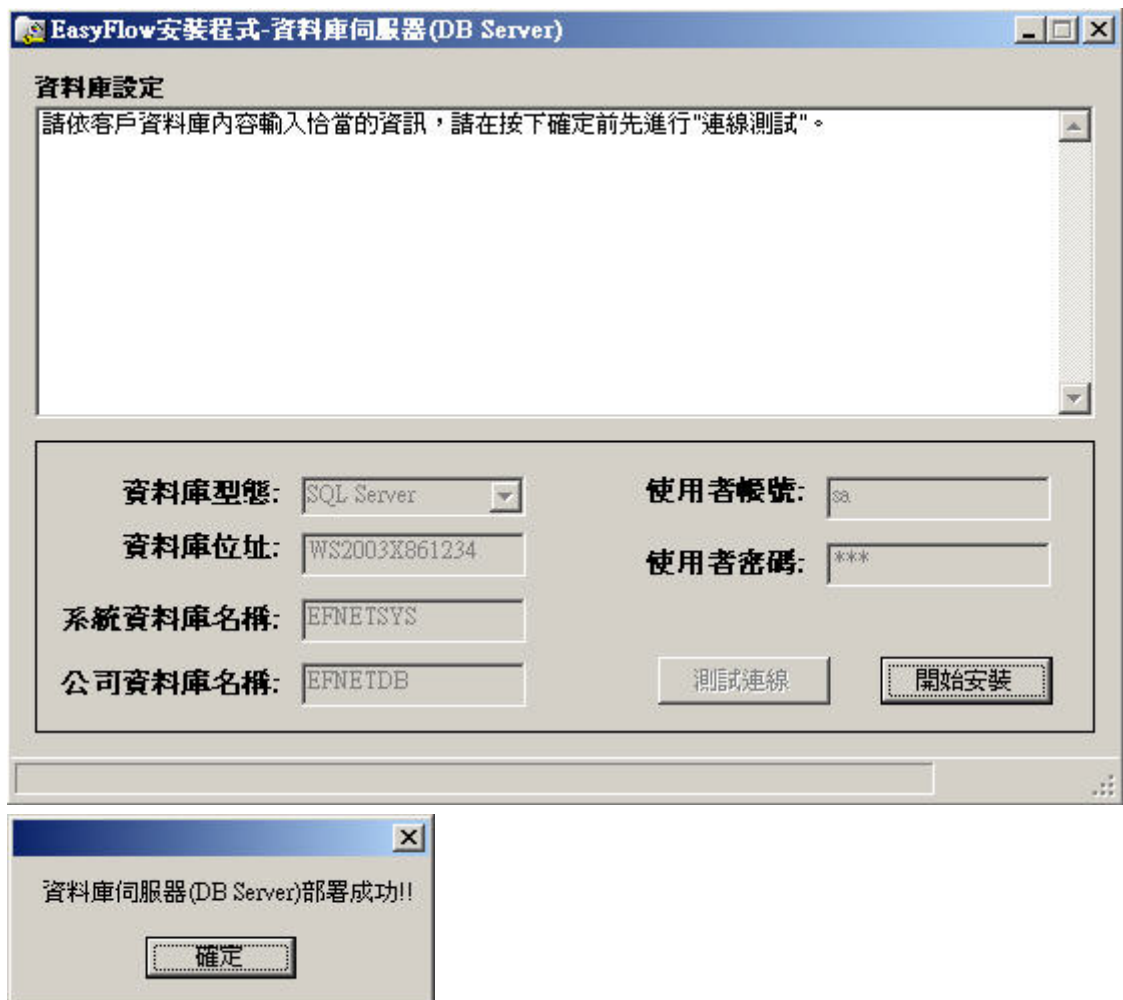 EasyFlow安裝程式-資料庫伺服器(DB Server)
資料庫設定
請依客戶資料庫內容輸入恰當的資訊，請在按下確定前先進行"連線測試"。
資料庫型態: SQL Server 使用者帳號: sa
資料庫位址: WS2003X861234 使用者密碼: ***
系統資料庫名稱: EFNETSYS
公司資料庫名稱: EFNETDB 測試連線 開始安裝
資料庫伺服器(DB Server)部署成功!!
確定